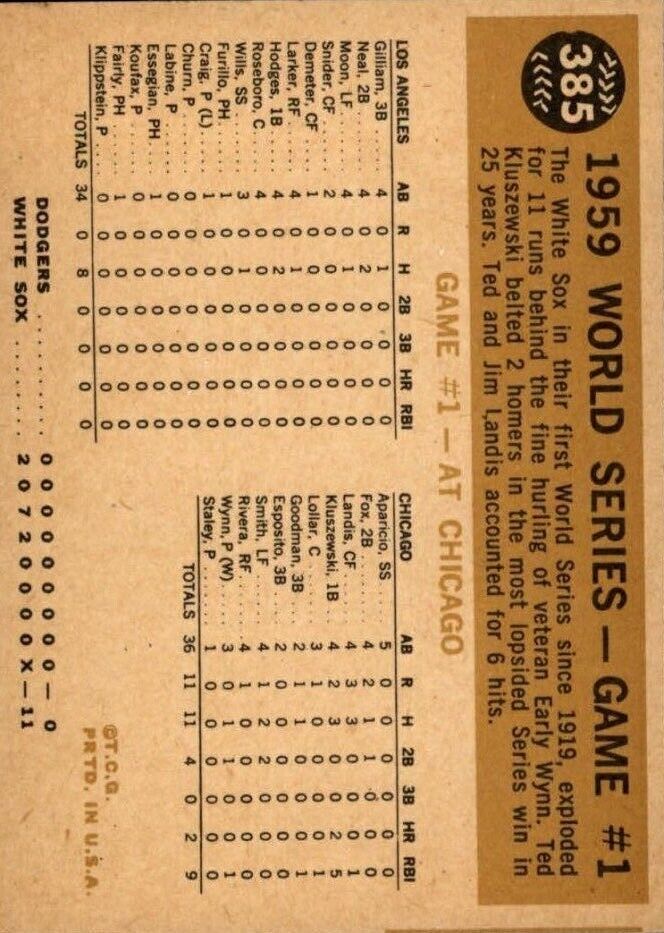 385
1959 WORLD SERIES—GAME #1
The White Sox in their first World Series since 1919, exploded
for 11 runs behind the fine hurling of veteran Early Wynn. Ted
Kluszewski belted 2 homers in the most lopsided Series win in
25 years. Ted and Jim Landis accounted for 6 hits.
GAME #1 — AT CHICAGO
LOS ANGELES AB R H 2B 3B HR RBI
Gilliam, 3B ..... 4 0 1 0 0 0 0
Neal, 2B ..... 4 0 2 0 0 0 0
Moon, LF ..... 4 0 1 0 0 0 0
Snider, CF ..... 2 0 0 0 0 0 0
Demeter, CF ..... 1 0 0 0 0 0 0
Larker, RF ..... 4 0 1 0 0 0 0
Hodges, 1B ..... 4 0 2 0 0 0 0
Roseboro, C ..... 4 0 0 0 0 0 0
Wills, SS ..... 3 0 1 0 0 0 0
Furillo, PH ..... 1 0 0 0 0 0 0
Craig, P (L) ..... 1 0 0 0 0 0 0
Churn, P ..... 0 0 0 0 0 0 0
Labine, P ..... 0 0 0 0 0 0 0
Essegian, PH ..... 1 0 0 0 0 0 0
Koufax, P ..... 0 0 0 0 0 0 0
Fairly, PH ..... 1 0 0 0 0 0 0
Klippstein, P .... 0 0 0 0 0 0 0
TOTALS 34 0 8 0 0 0 0
CHICAGO AB R H 2B 3B HR RBI
Aparicio, SS .... 5 0 0 0 0 0 0
Fox, 2B ..... 4 2 1 1 0 0 0
Landis, CF ..... 4 3 3 0 0 0 1
Kluszewski, 1B .. 4 2 3 0 0 2 5
Lollar, C ..... 3 1 0 0 0 0 1
Goodman, 3B ... 2 1 1 0 0 0 1
Esposito, 3B .... 2 0 0 0 0 0 0
Smith, LF ..... 4 1 2 2 0 0 0
Rivera, RF ..... 4 1 0 0 0 0 0
Wynn, P (W) .... 3 0 1 1 0 0 1
Staley, P ..... 1 0 0 0 0 0 0
TOTALS 36 11 11 4 0 2 9
DODGERS ......... 0 0 0 0 0 0 0 0 0 — 0
WHITE SOX ........ 2 0 7 2 0 0 0 0 X — 11
©T.C.G.
PRTD. IN U.S.A.